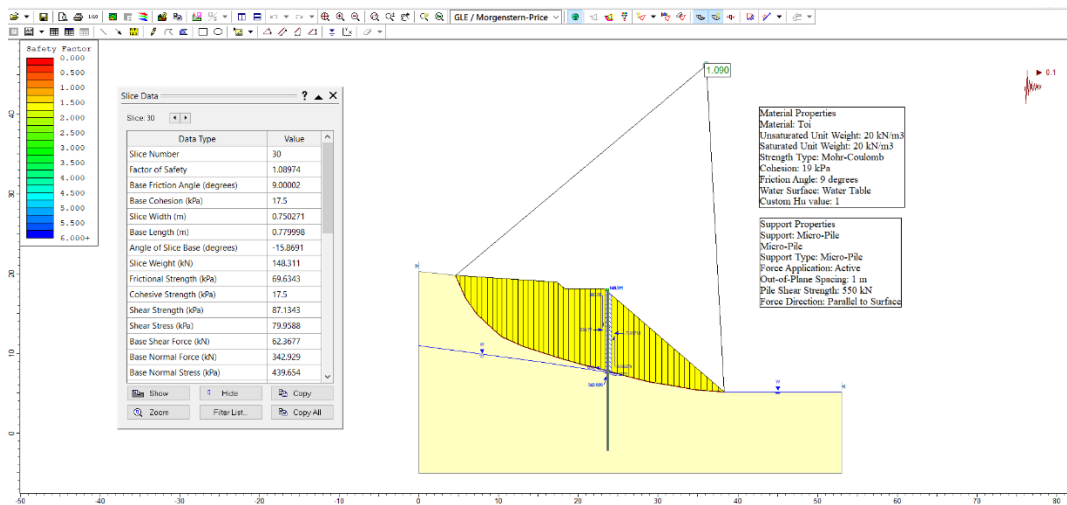 GLE / Morgenstern-Price
Safety Factor
0.000
0.500
1.000
1.500
2.000
2.500
3.000
3.500
4.000
4.500
5.000
5.500
6.000+
Slice Data
Slice: 30
Data Type Value
Slice Number 30
Factor of Safety 1.08974
Base Friction Angle (degrees) 9.00002
Base Cohesion (kPa) 17.5
Slice Width (m) 0.750271
Base Length (m) 0.779998
Angle of Slice Base (degrees) -15.8691
Slice Weight (kN) 148.311
Frictional Strength (kPa) 69.6343
Cohesive Strength (kPa) 17.5
Shear Strength (kPa) 87.1343
Shear Stress (kPa) 79.9588
Base Shear Force (kN) 62.3677
Base Normal Force (kN) 342.929
Base Normal Stress (kPa) 439.654
Show Hide Copy
Zoom Filter List... Copy All
1.090
0.1
Material Properties
Material: Toi
Unsaturated Unit Weight: 20 kN/m3
Saturated Unit Weight: 20 kN/m3
Strength Type: Mohr-Coulomb
Cohesion: 19 kPa
Friction Angle: 9 degrees
Water Surface: Water Table
Custom Hu value: 1
Support Properties
Support: Micro-Pile
Micro-Pile
Support Type: Micro-Pile
Force Application: Active
Out-of-Plane Spacing: 1 m
Pile Shear Strength: 550 kN
Force Direction: Parallel to Surface
148.311
W
W
40
30
20
10
0
-50 -40 -30 -20 -10 0 10 20 30 40 50 60 70 80